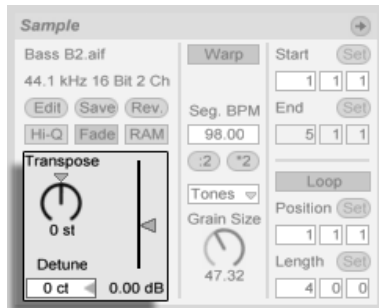 Sample
Bass B2.aif
44.1 kHz 16 Bit 2 Ch
Edit Save Rev.
Hi-Q Fade RAM
Transpose
0 st
Detune
0 ct 0.00 dB
Warp
Seg. BPM
98.00
:2 *2
Tones
Grain Size
47.32
Start Set
1 1 1
End Set
5 1 1
Loop
Position Set
1 1 1
Length Set
4 0 0